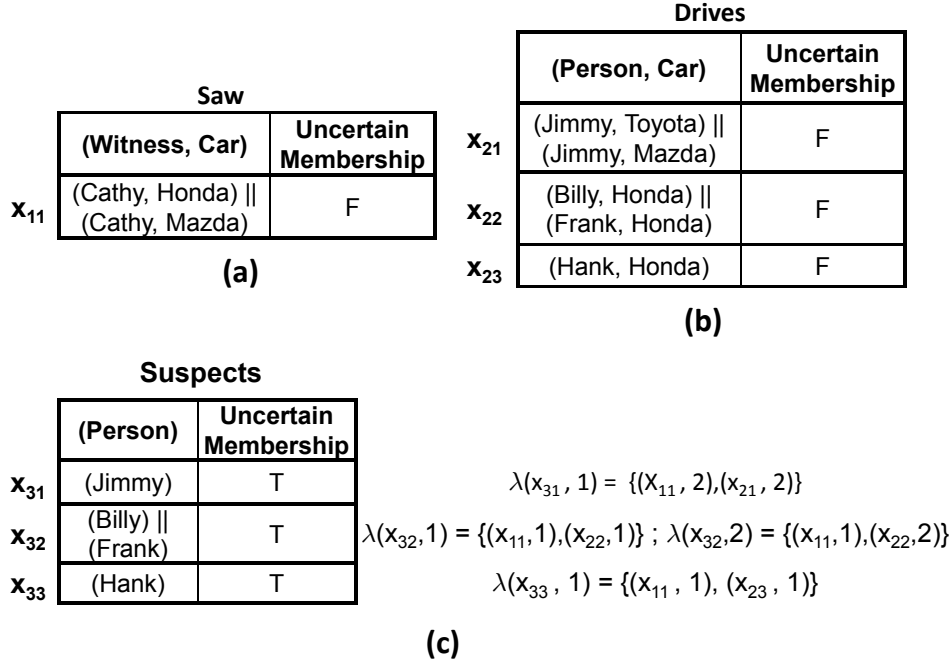 Saw
(Witness, Car) Uncertain Membership
x11 (Cathy, Honda) || (Cathy, Mazda) F
(a)
Drives
(Person, Car) Uncertain Membership
x21 (Jimmy, Toyota) || (Jimmy, Mazda) F
x22 (Billy, Honda) || (Frank, Honda) F
x23 (Hank, Honda) F
(b)
Suspects
(Person) Uncertain Membership
x31 (Jimmy) T λ(x31 , 1) = {(X11 , 2),(x21 , 2)}
x32 (Billy) || (Frank) T λ(x32,1) = {(x11,1),(x22,1)} ; λ(x32,2) = {(x11,1),(x22,2)}
x33 (Hank) T λ(x33 , 1) = {(x11 , 1), (x23 , 1)}
(c)